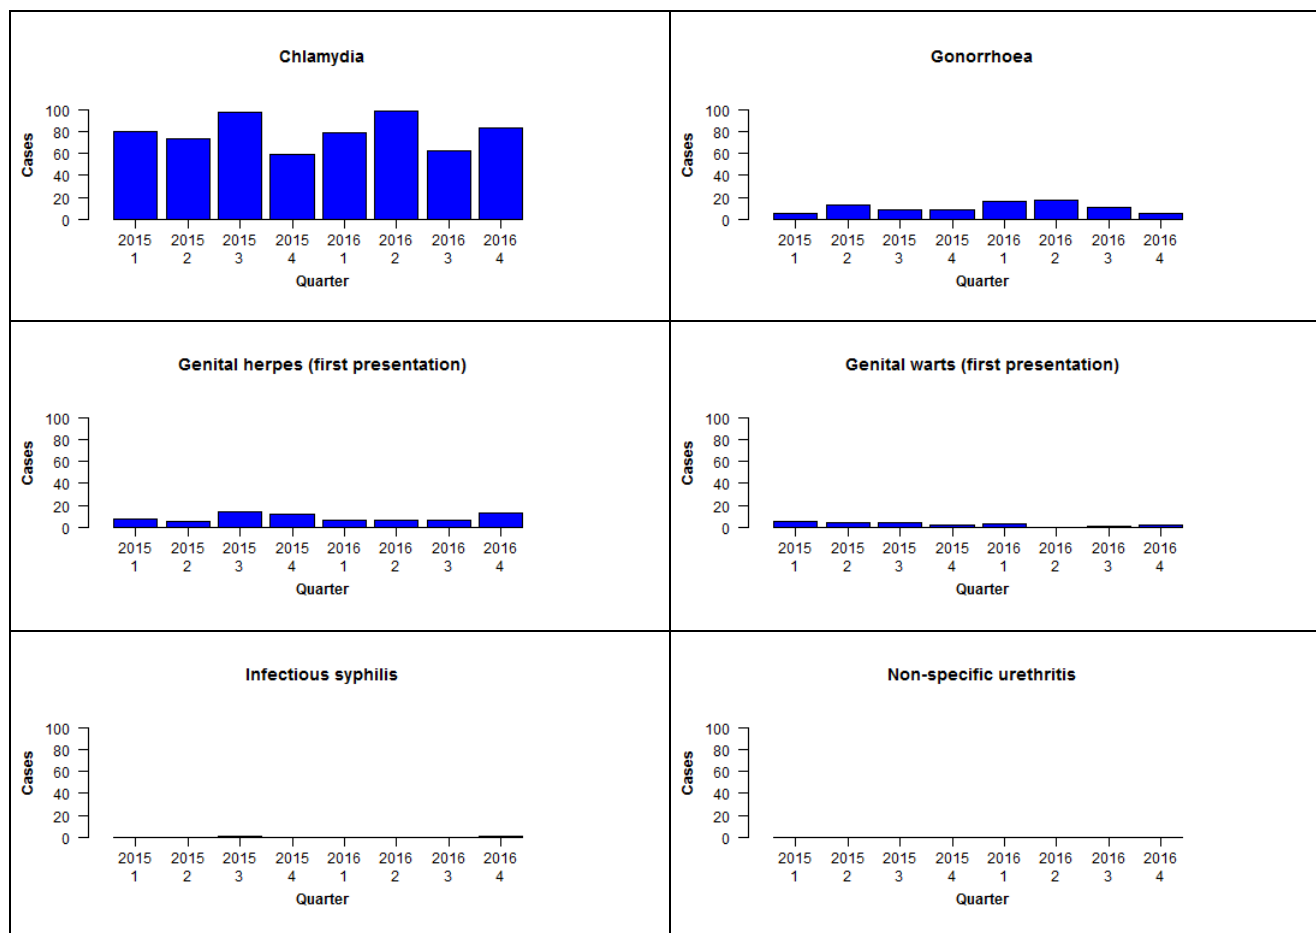 Chlamydia
Cases
100
80
60
40
20
0
2015 2015 2015 2015 2016 2016 2016 2016
1 2 3 4 1 2 3 4
Quarter
Gonorrhoea
Cases
100
80
60
40
20
0
2015 2015 2015 2015 2016 2016 2016 2016
1 2 3 4 1 2 3 4
Quarter
Genital herpes (first presentation)
Cases
100
80
60
40
20
0
2015 2015 2015 2015 2016 2016 2016 2016
1 2 3 4 1 2 3 4
Quarter
Genital warts (first presentation)
Cases
100
80
60
40
20
0
2015 2015 2015 2015 2016 2016 2016 2016
1 2 3 4 1 2 3 4
Quarter
Infectious syphilis
Cases
100
80
60
40
20
0
2015 2015 2015 2015 2016 2016 2016 2016
1 2 3 4 1 2 3 4
Quarter
Non-specific urethritis
Cases
100
80
60
40
20
0
2015 2015 2015 2015 2016 2016 2016 2016
1 2 3 4 1 2 3 4
Quarter